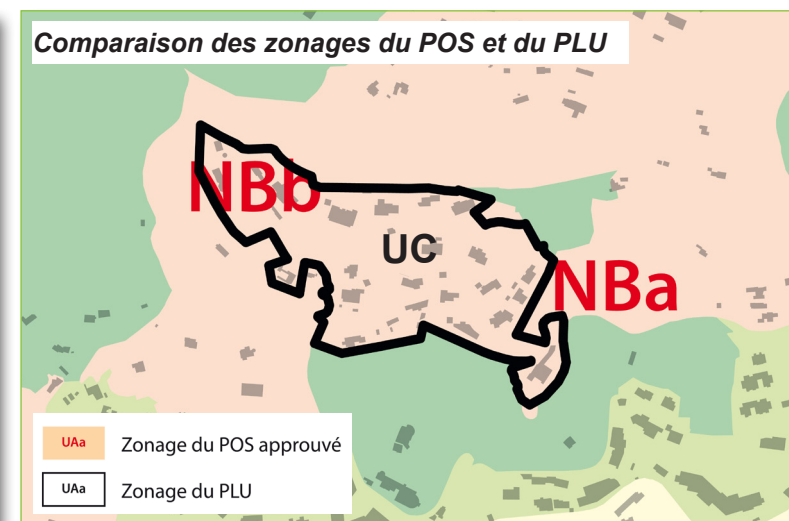 Comparaison des zonages du POS et du PLU
NBb
UC
NBa
UAa Zonage du POS approuvé
UAa Zonage du PLU